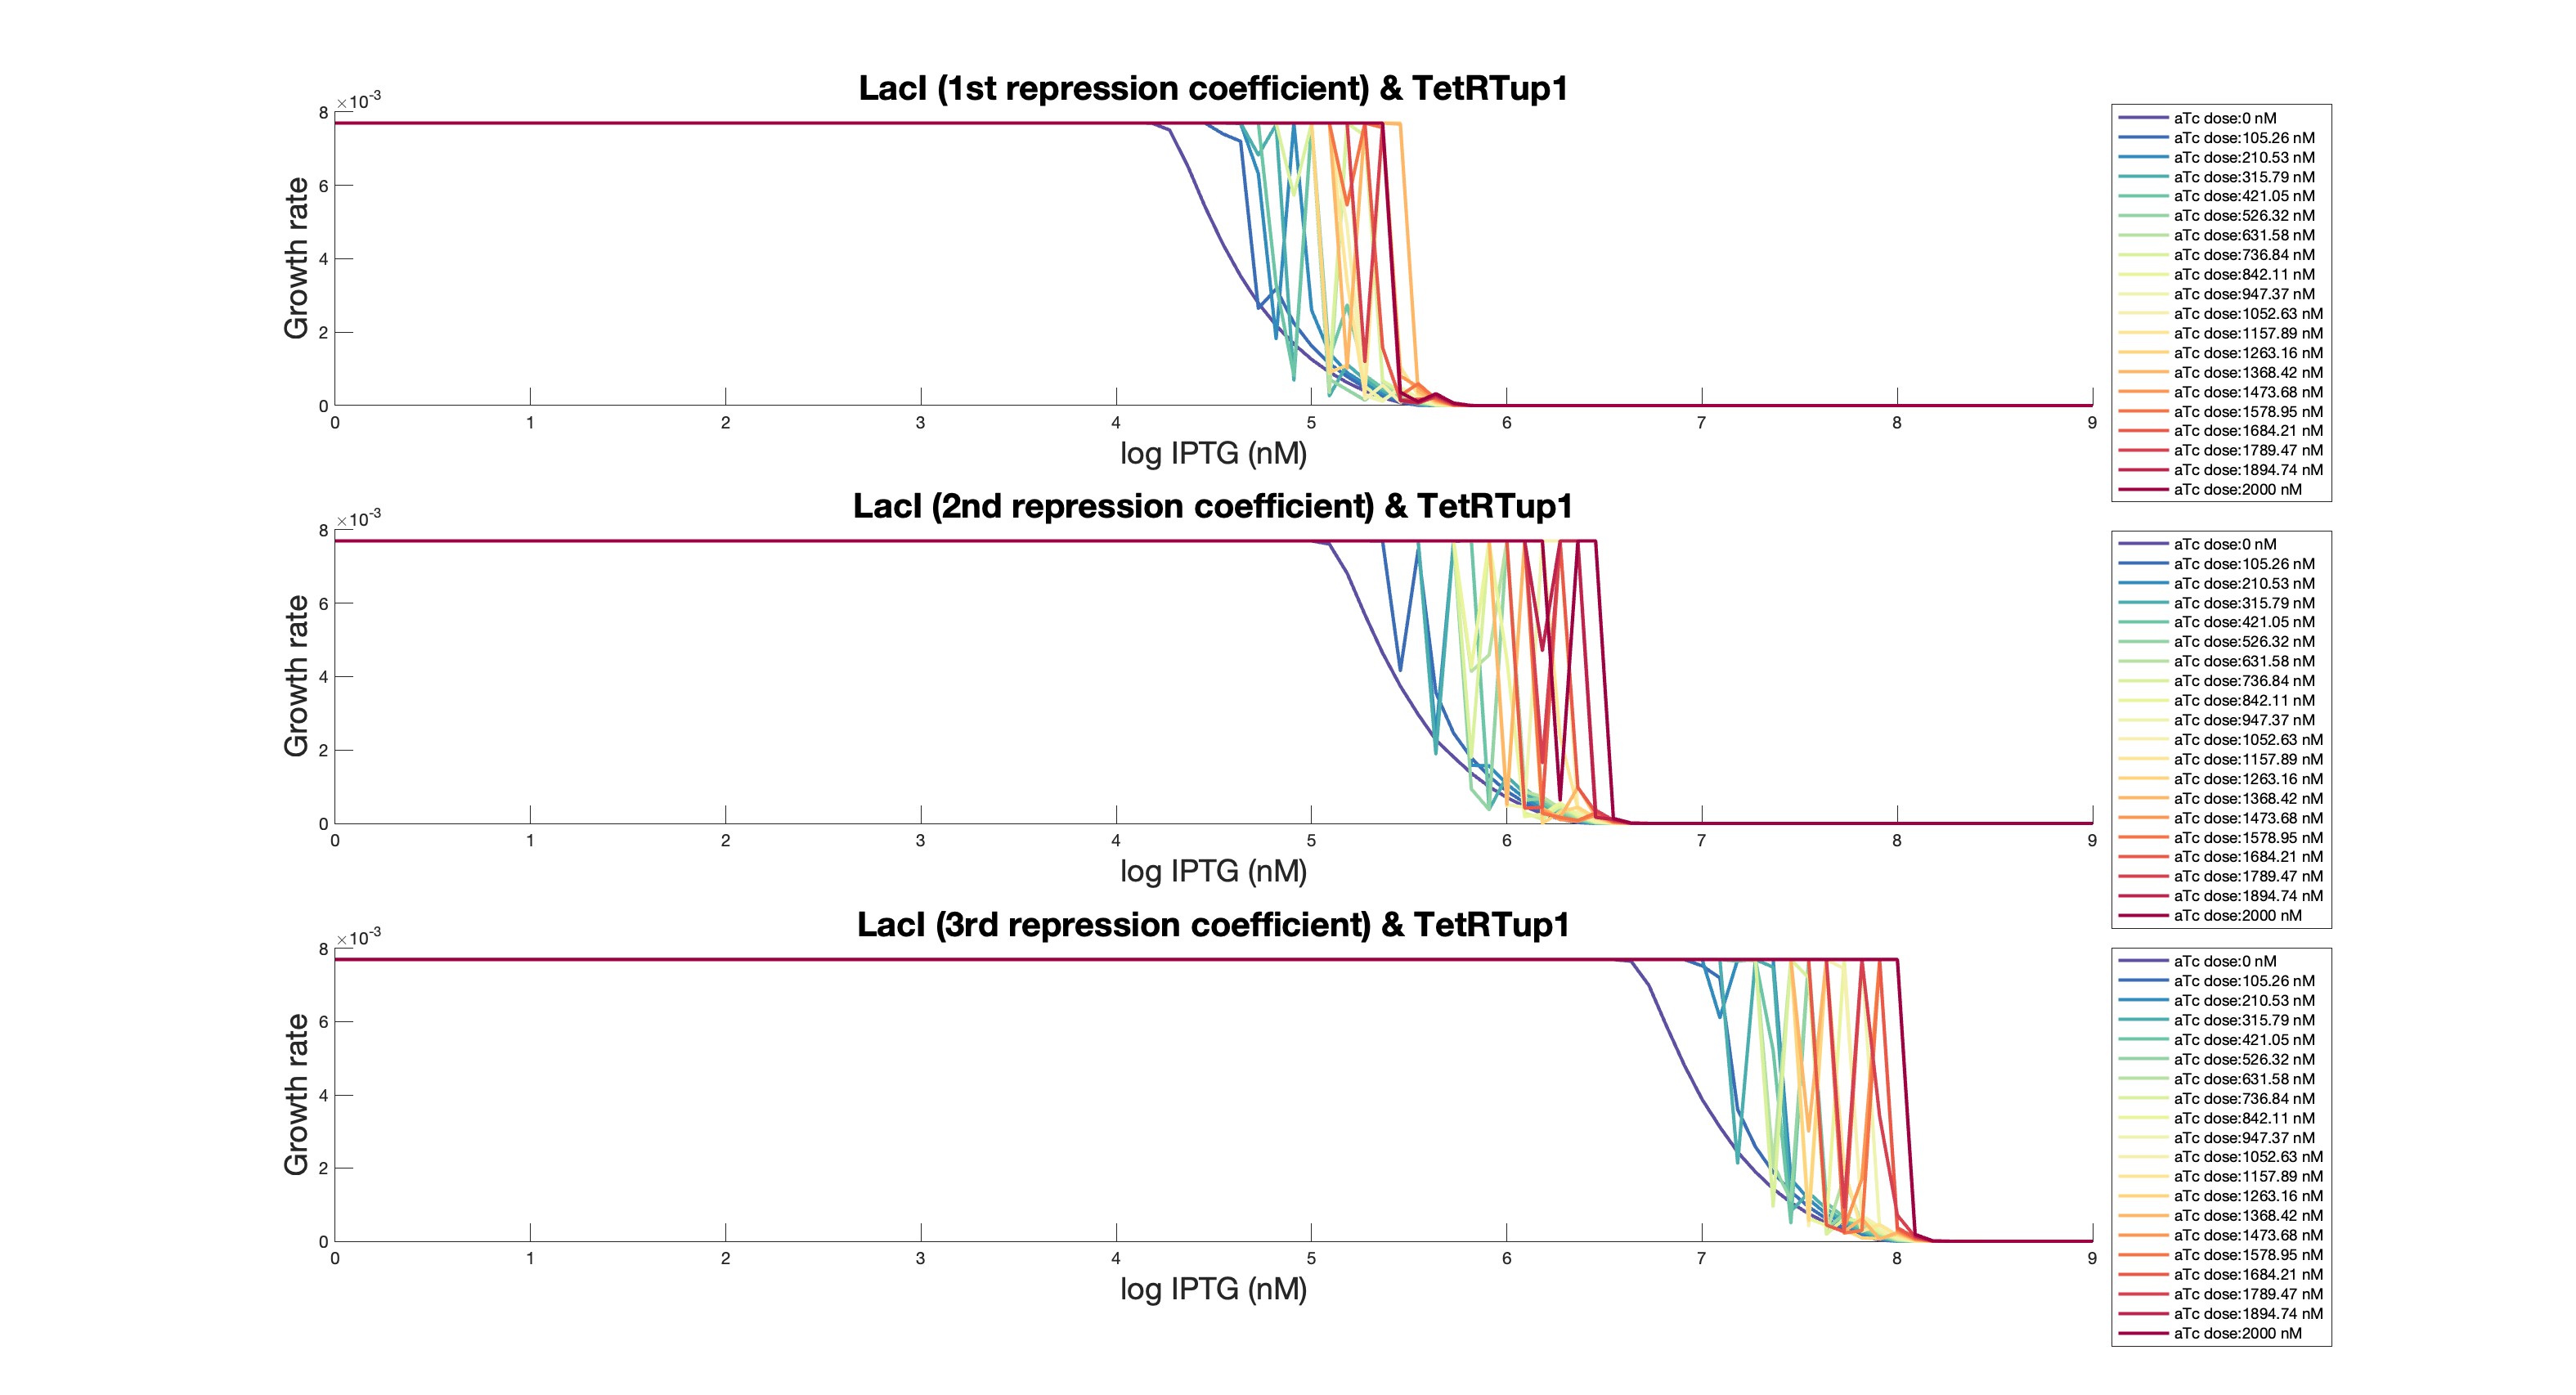 LacI (1st repression coefficient) & TetRTup1
×10-3
8
6
4
2
0
Growth rate
0 1 2 3 4 5 6 7 8 9
log IPTG (nM)
aTc dose:0 nM
aTc dose:105.26 nM
aTc dose:210.53 nM
aTc dose:315.79 nM
aTc dose:421.05 nM
aTc dose:526.32 nM
aTc dose:631.58 nM
aTc dose:736.84 nM
aTc dose:842.11 nM
aTc dose:947.37 nM
aTc dose:1052.63 nM
aTc dose:1157.89 nM
aTc dose:1263.16 nM
aTc dose:1368.42 nM
aTc dose:1473.68 nM
aTc dose:1578.95 nM
aTc dose:1684.21 nM
aTc dose:1789.47 nM
aTc dose:1894.74 nM
aTc dose:2000 nM
LacI (2nd repression coefficient) & TetRTup1
×10-3
8
6
4
2
0
Growth rate
0 1 2 3 4 5 6 7 8 9
log IPTG (nM)
aTc dose:0 nM
aTc dose:105.26 nM
aTc dose:210.53 nM
aTc dose:315.79 nM
aTc dose:421.05 nM
aTc dose:526.32 nM
aTc dose:631.58 nM
aTc dose:736.84 nM
aTc dose:842.11 nM
aTc dose:947.37 nM
aTc dose:1052.63 nM
aTc dose:1157.89 nM
aTc dose:1263.16 nM
aTc dose:1368.42 nM
aTc dose:1473.68 nM
aTc dose:1578.95 nM
aTc dose:1684.21 nM
aTc dose:1789.47 nM
aTc dose:1894.74 nM
aTc dose:2000 nM
LacI (3rd repression coefficient) & TetRTup1
×10-3
8
6
4
2
0
Growth rate
0 1 2 3 4 5 6 7 8 9
log IPTG (nM)
aTc dose:0 nM
aTc dose:105.26 nM
aTc dose:210.53 nM
aTc dose:315.79 nM
aTc dose:421.05 nM
aTc dose:526.32 nM
aTc dose:631.58 nM
aTc dose:736.84 nM
aTc dose:842.11 nM
aTc dose:947.37 nM
aTc dose:1052.63 nM
aTc dose:1157.89 nM
aTc dose:1263.16 nM
aTc dose:1368.42 nM
aTc dose:1473.68 nM
aTc dose:1578.95 nM
aTc dose:1684.21 nM
aTc dose:1789.47 nM
aTc dose:1894.74 nM
aTc dose:2000 nM